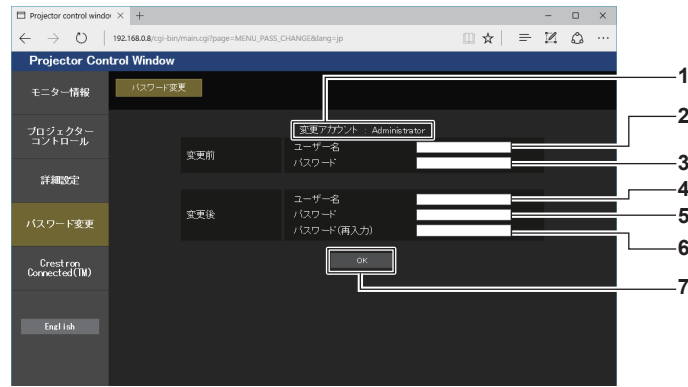 Projector control windo
192.168.0.8/cgi-bin/main.cgi?page=MENU_PASS_CHANGE&lang=jp
Projector Control Window
モニター情報
プロジェクター
コントロール
詳細設定
パスワード変更
Crestron
Connected(TM)
English
パスワード変更
変更アカウント : Administrator
変更前
ユーザー名
パスワード
変更後
ユーザー名
パスワード
パスワード(再入力)
OK
1
2
3
4
5
6
7